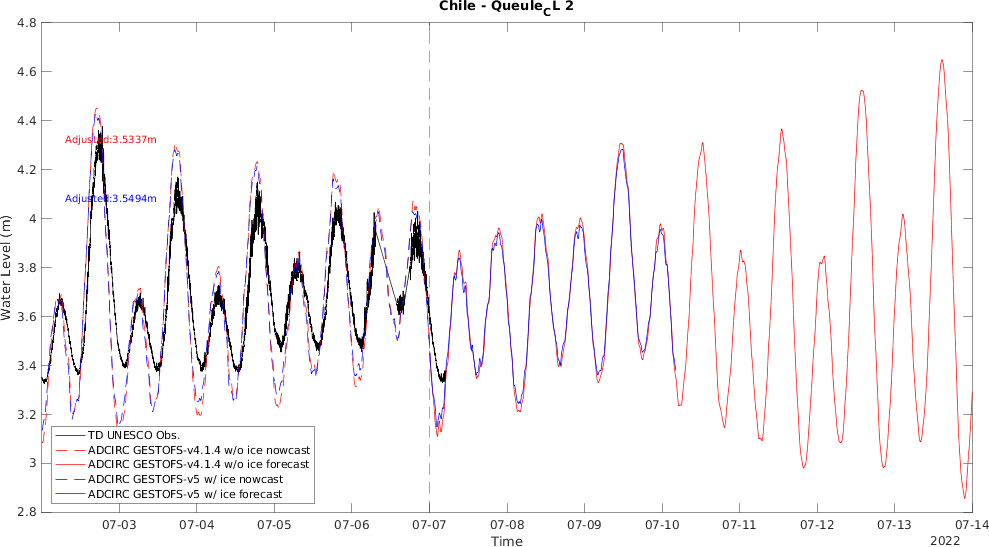 Chile - QueuleCL 2
4.8
4.6
4.4
4.2
4
3.8
3.6
3.4
3.2
3
2.8
Water Level (m)
Adjusted:3.5337m
Adjusted:3.5494m
TD UNESCO Obs.
ADCIRC GESTOFS-v4.1.4 w/o ice nowcast
ADCIRC GESTOFS-v4.1.4 w/o ice forecast
ADCIRC GESTOFS-v5 w/ ice nowcast
ADCIRC GESTOFS-v5 w/ ice forecast
07-03 07-04 07-05 07-06 07-07 07-08 07-09 07-10 07-11 07-12 07-13 07-14
Time
2022